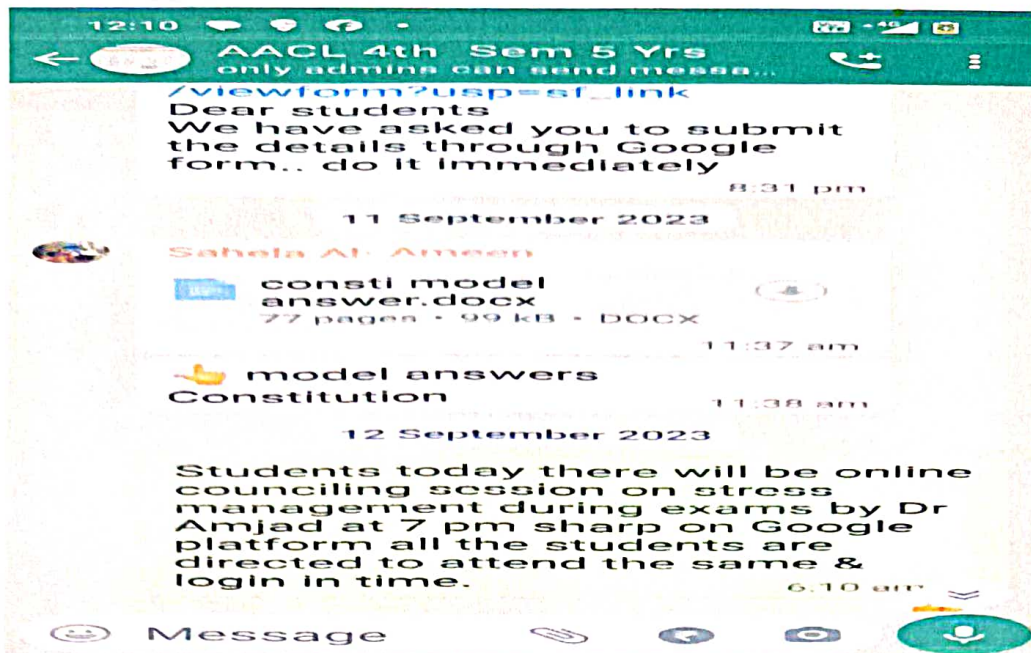 12:10
AACL 4th Sem 5 Yrs
only admins can send messa...
/viewform?usp=sf_link
Dear students
We have asked you to submit
the details through Google
form.. do it immediately
8:31 pm
11 September 2023
Sahela Al- Ameen
consti model
answer.docx
77 pages • 99 kB • DOCX
11:37 am
model answers
Constitution
11:38 am
12 September 2023
Students today there will be online
counciling session on stress
management during exams by Dr
Amjad at 7 pm sharp on Google
platform all the students are
directed to attend the same &
login in time.
6:10 am
Message